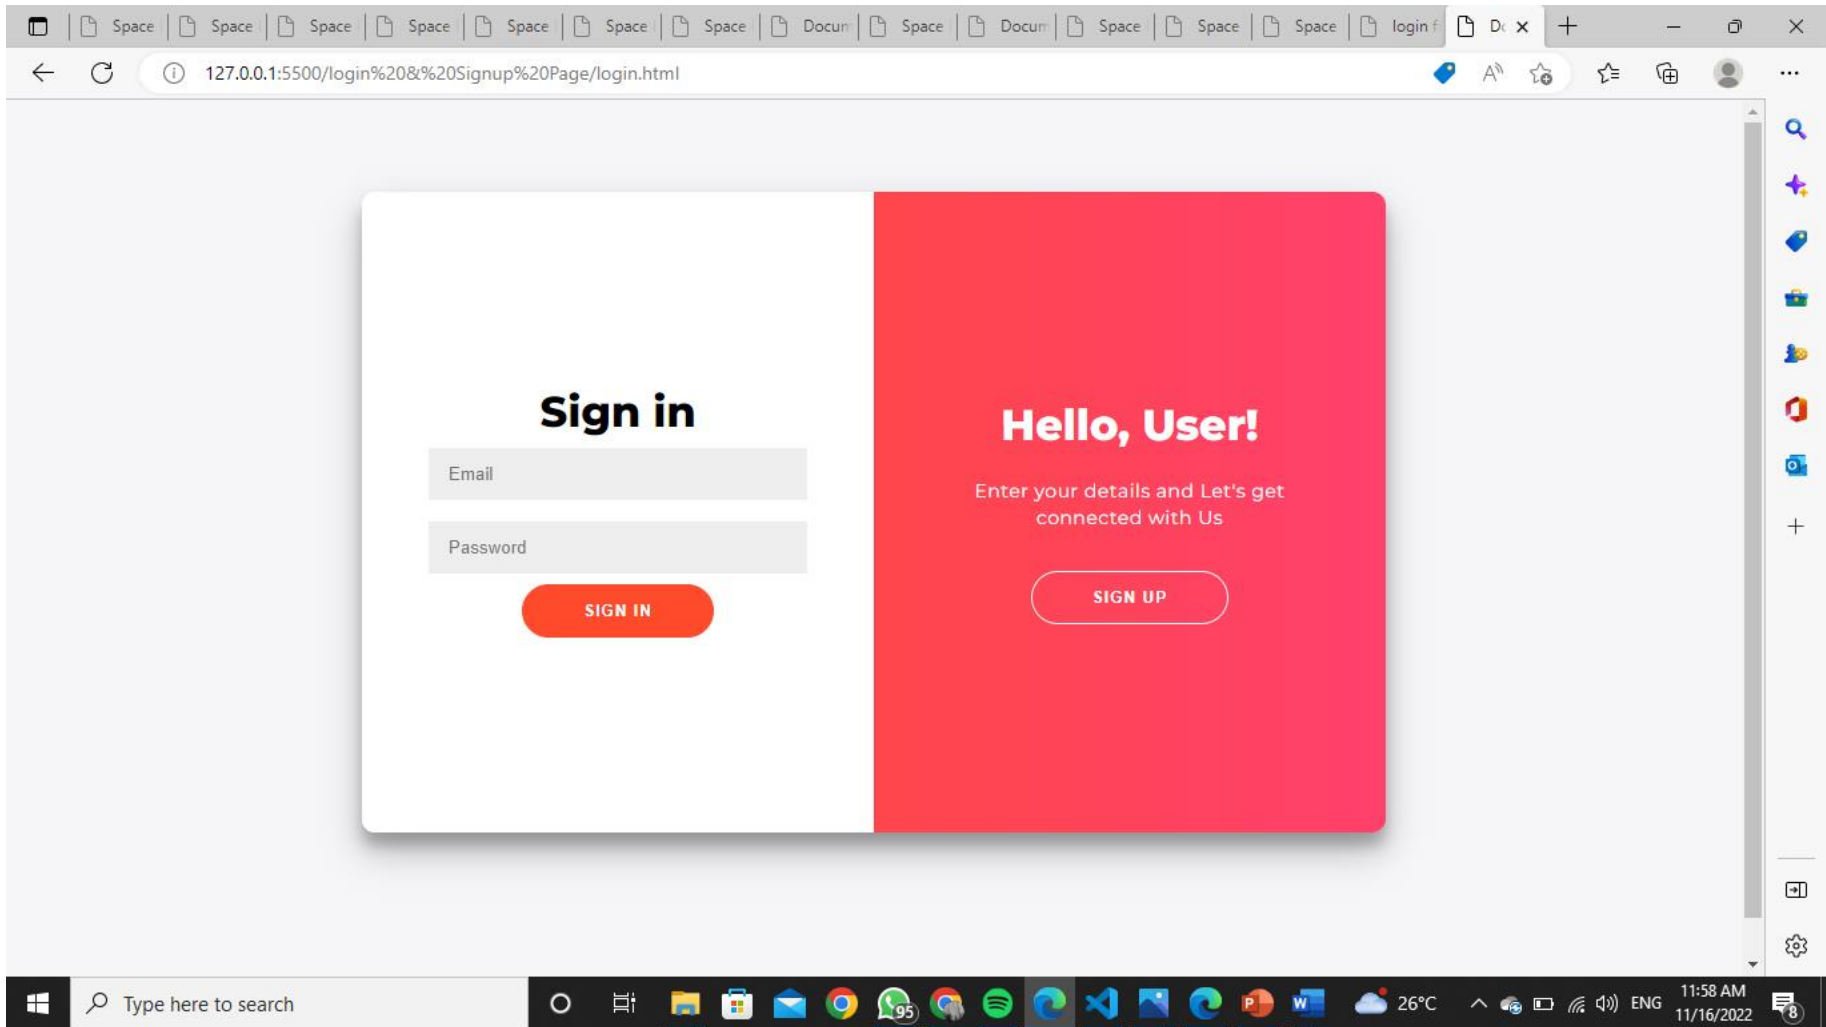 Space
Space
Space
Space
Space
Space
Space
Docum
Space
Docum
Space
Space
Space
login f
Do
127.0.0.1:5500/login%20&%20Signup%20Page/login.html
Sign in
Email
Password
SIGN IN
Hello, User!
Enter your details and Let's get
connected with Us
SIGN UP
Type here to search
95
26°C
ENG
11:58 AM
11/16/2022
8